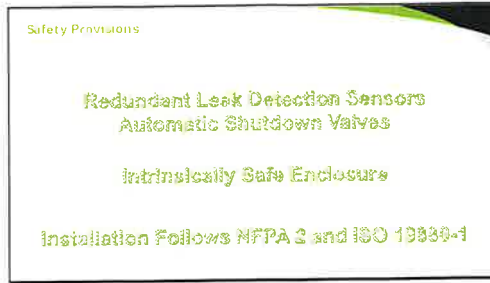 Safety Provisions
Redundant Leak Detection Sensors
Automatic Shutdown Valves
Intrinsically Safe Enclosure
Installation Follows NFPA 2 and ISO 19880-1